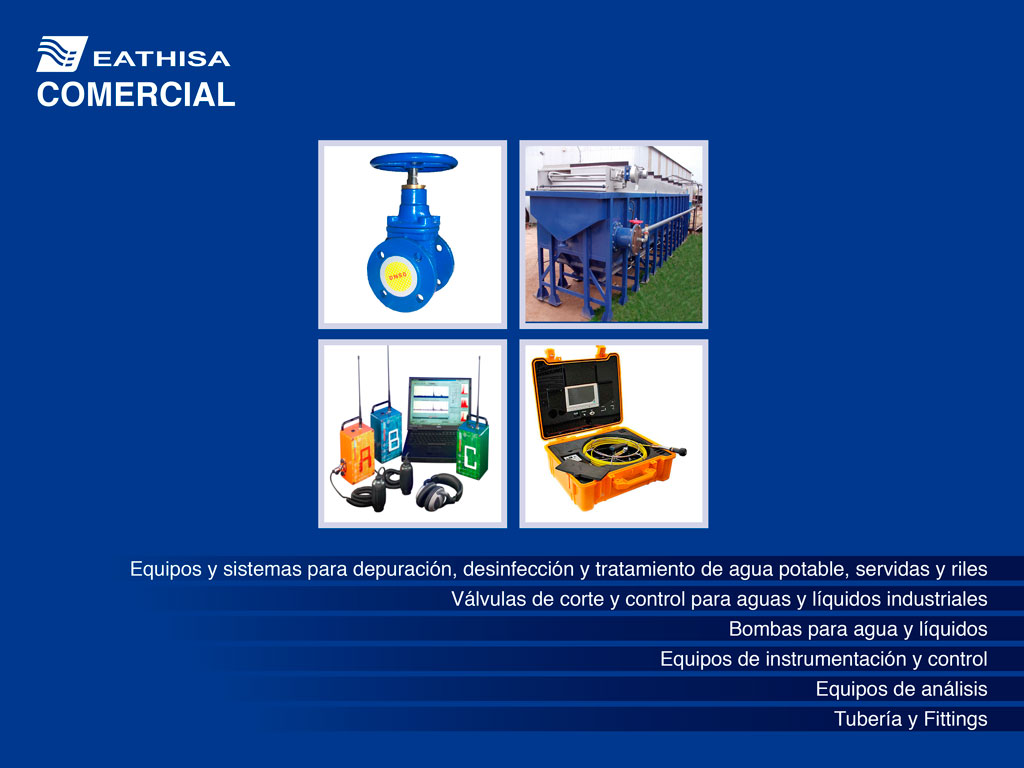 EATHISA
COMERCIAL
DN50
A
B
C
Equipos y sistemas para depuración, desinfección y tratamiento de agua potable, servidas y riles
Válvulas de corte y control para aguas y líquidos industriales
Bombas para agua y líquidos
Equipos de instrumentación y control
Equipos de análisis
Tubería y Fittings